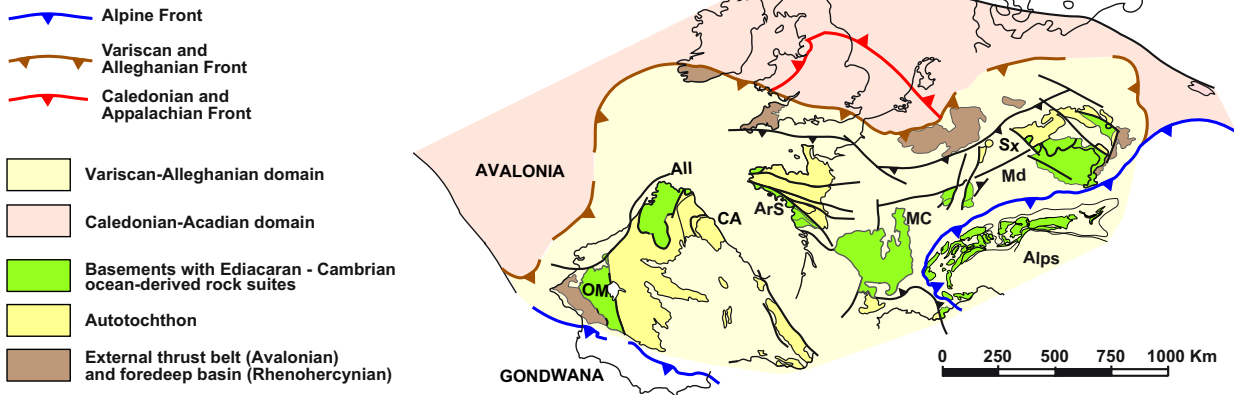 Alpine Front
Variscan and
Alleghanian Front
Caledonian and
Appalachian Front
Variscan-Alleghanian domain
Caledonian-Acadian domain
Basements with Ediacaran - Cambrian
ocean-derived rock suites
Autotochthon
External thrust belt (Avalonian)
and foredeep basin (Rhenohercynian)
AVALONIA
All
CA
OM
ArS
MC
Sx
Md
Alps
GONDWANA
0 250 500 750 1000 Km